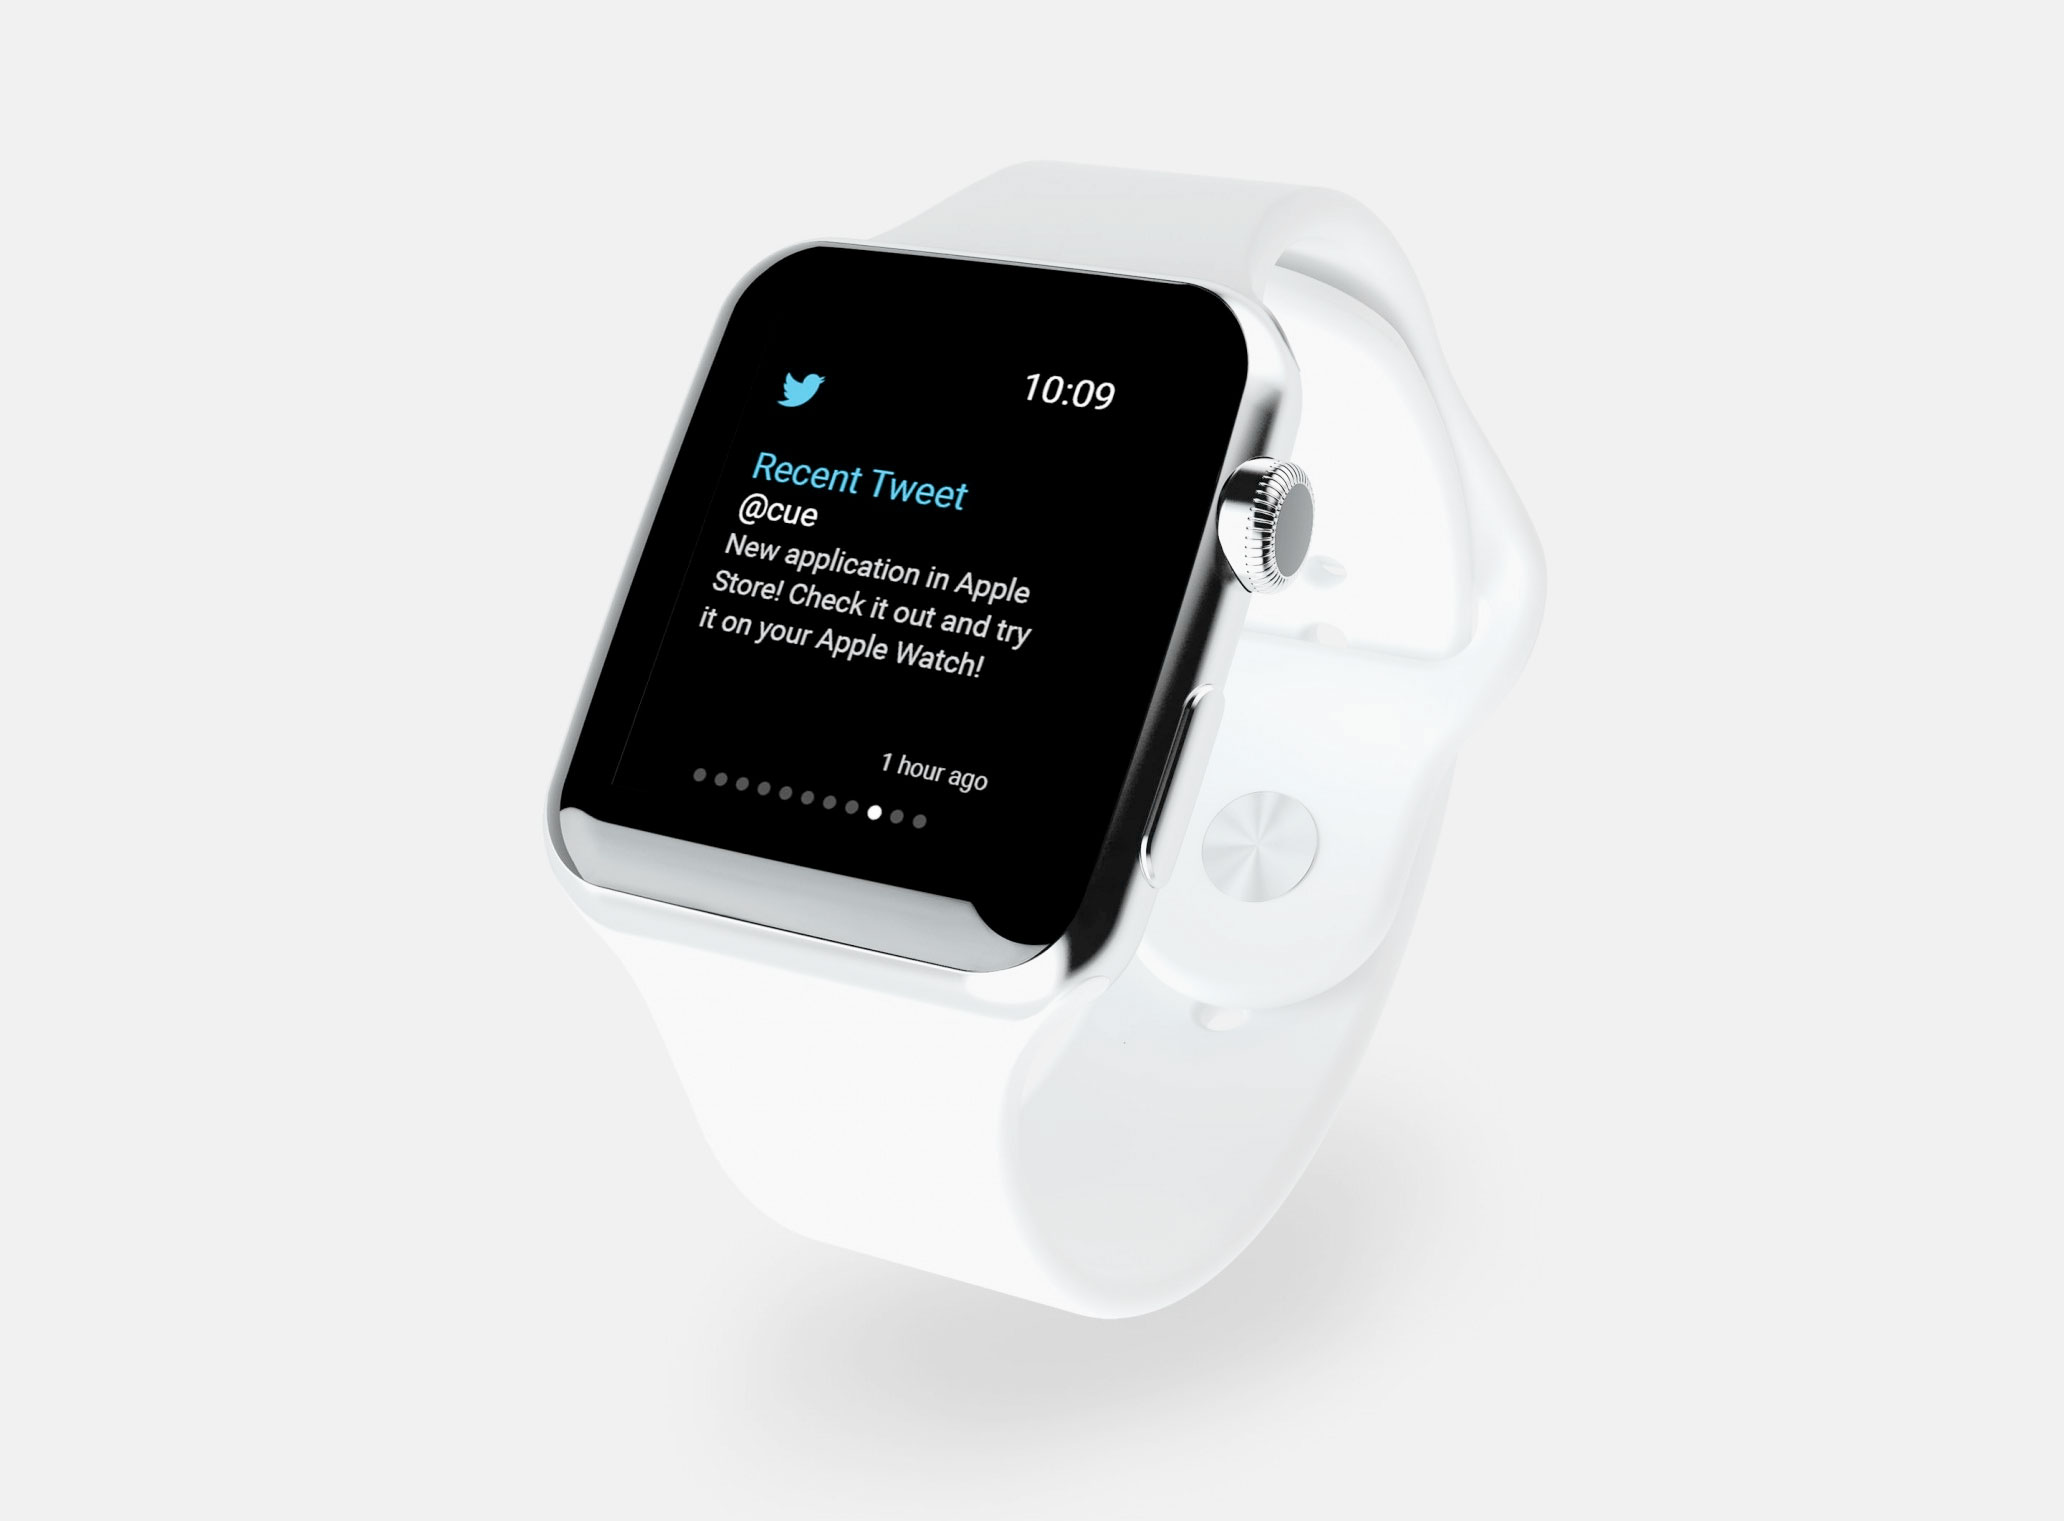 10:09
Recent Tweet
@cue
New application in Apple
Store! Check it out and try
it on your Apple Watch!
1 hour ago